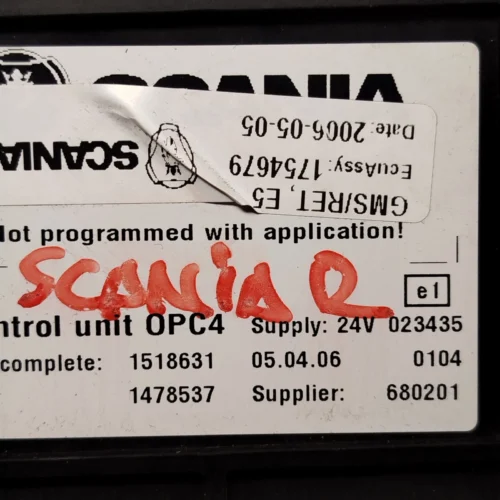 SCANIA
Date: 2006-05-05
EcuAssy: 1754679
SCANIA
GMS/RET, E5
Not programmed with application!
SCANIA R
e1
ntrol unit OPC4 Supply: 24V 023435
complete: 1518631 05.04.06 0104
1478537 Supplier: 680201